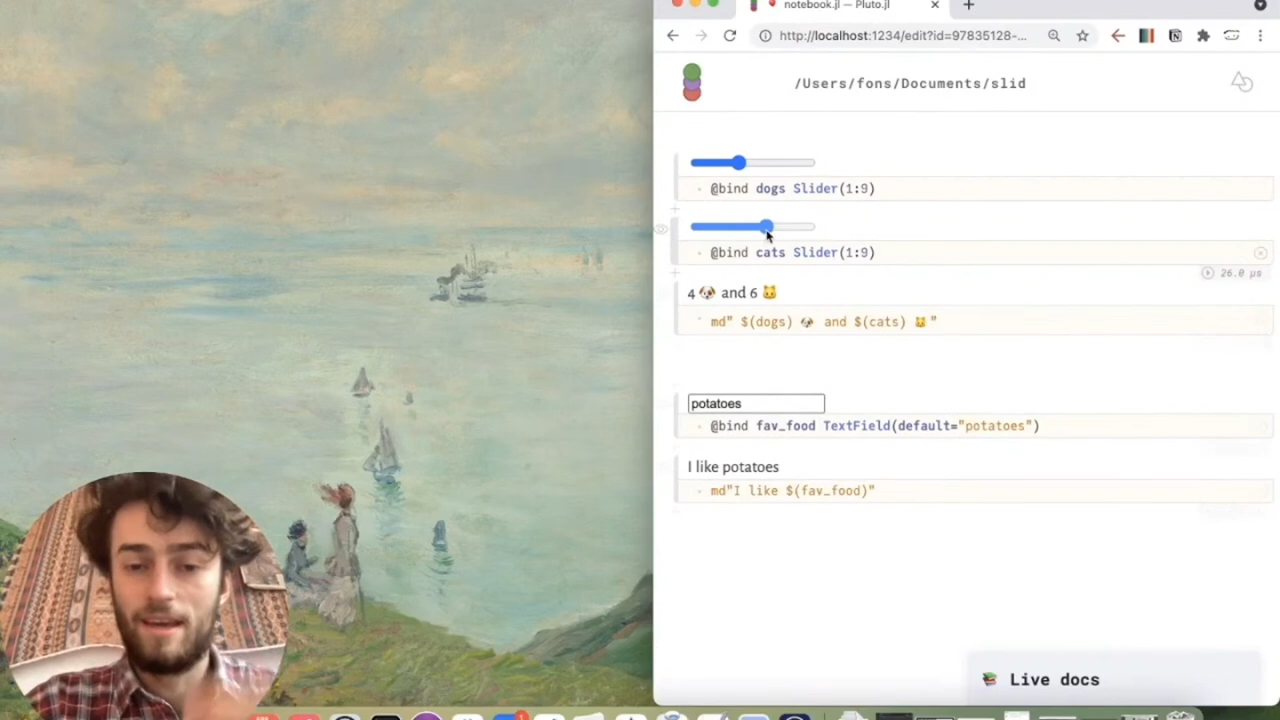 notebook.jl — Pluto.jl
http://localhost:1234/edit?id=97835128-...
/Users/fons/Documents/slid
@bind dogs Slider(1:9)
@bind cats Slider(1:9)
26.0 μs
4 🐶 and 6 🐱
md" $(dogs) 🐶 and $(cats) 🐱 "
potatoes
@bind fav_food TextField(default="potatoes")
I like potatoes
md"I like $(fav_food)"
📚 Live docs